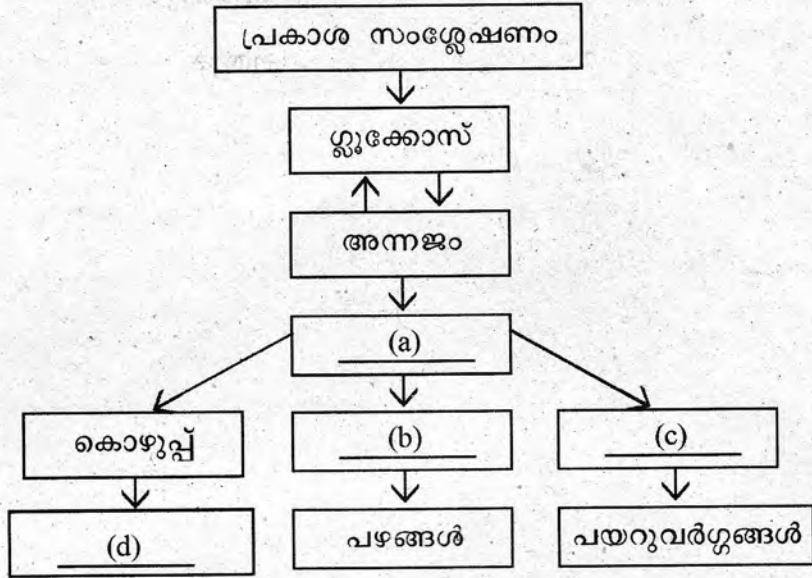 പ്രകാശ സംശ്ലേഷണം
ഗ്ലൂക്കോസ്
അന്നജം
(a)
കൊഴുപ്പ് (b) (c)
(d) പഴങ്ങൾ പയറുവർഗ്ഗങ്ങൾ